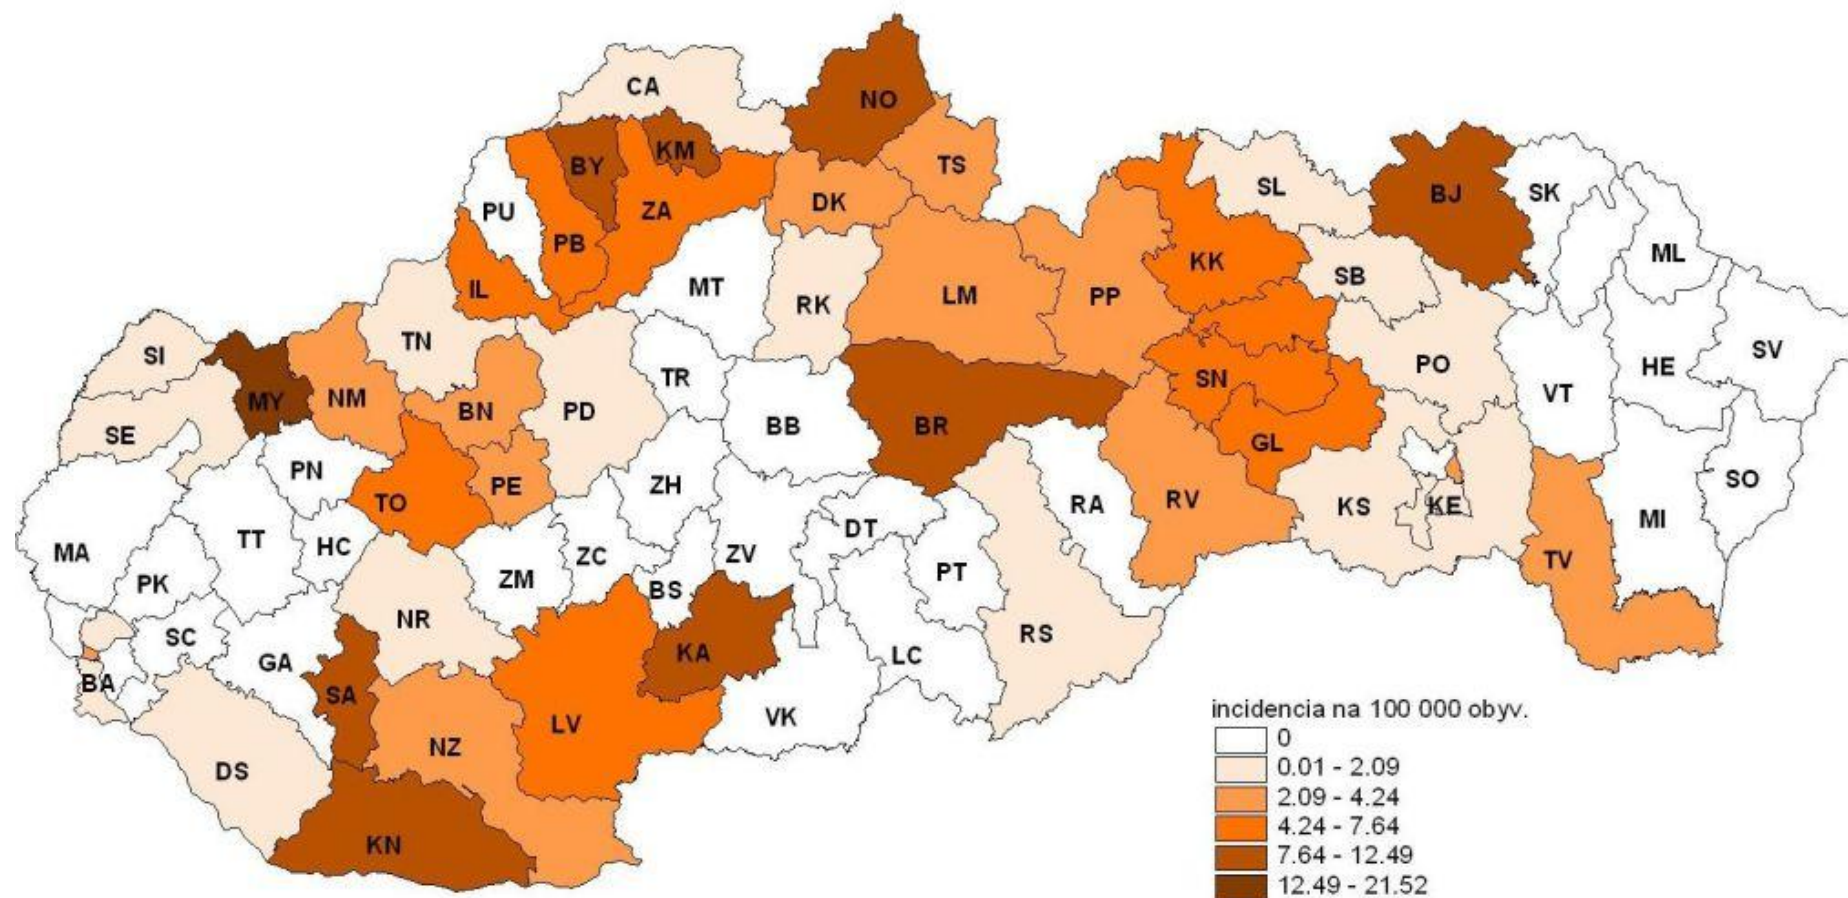 CA
NO
BY
KM
TS
PU
ZA
DK
SL
BJ
SK
PB
KK
ML
IL
MT
RK
LM
PP
SB
SI
TN
TR
SN
PO
HE
SV
MY
NM
BN
PD
BB
BR
VT
SE
GL
PN
TO
PE
ZH
RA
RV
KS
KE
SO
MA
TT
HC
ZC
ZV
DT
MI
PK
ZM
BS
PT
TV
SC
NR
RS
GA
KA
LC
BA
SA
LV
VK
DS
NZ
KN
incidencia na 100 000 obyv.
0
0.01 - 2.09
2.09 - 4.24
4.24 - 7.64
7.64 - 12.49
12.49 - 21.52